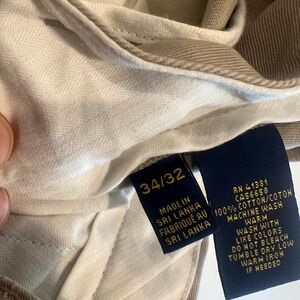 34/32
MADE IN
SRI LANKA
FABRIQUE AU
SRI LANKA
RN 41381
CA56658
100% COTTON/COTON
MACHINE WASH
WARM
WASH WITH
LIKE COLORS
DO NOT BLEACH
TUMBLE DRY LOW
WARM IRON
IF NEEDED